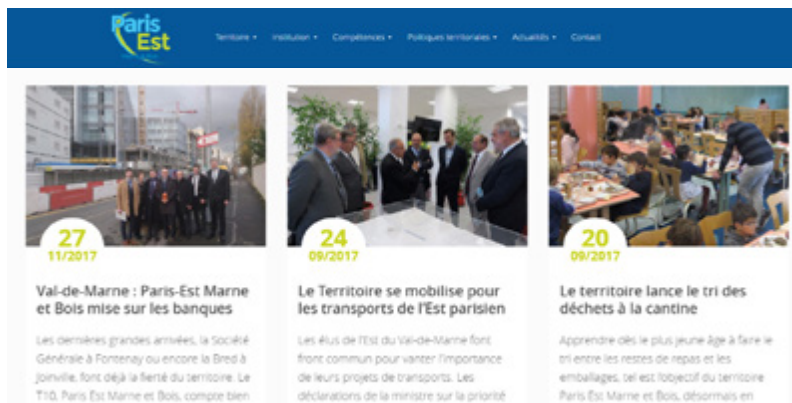 Paris
Est
Territoire Institution Compétences Politiques territoriales Actualités Contact
27
11/2017
Val-de-Marne : Paris-Est Marne
et Bois mise sur les banques
Les dernières grandes arrivées, la Société
Générale à Fontenay ou encore la Bred à
Joinville, font déjà la fierté du territoire. Le
T10, Paris Est Marne et Bois, compte bien
24
09/2017
Le Territoire se mobilise pour
les transports de l'Est parisien
Les élus de l'Est du Val-de-Marne font
front commun pour vanter l'importance
de leurs projets de transports. Les
déclarations de la ministre sur la priorité
20
09/2017
Le territoire lance le tri des
déchets à la cantine
Apprendre dès le plus jeune âge à faire le
tri entre les restes de repas et les
emballages, tel est l'objectif du territoire
Paris Est Marne et Bois, désormais en